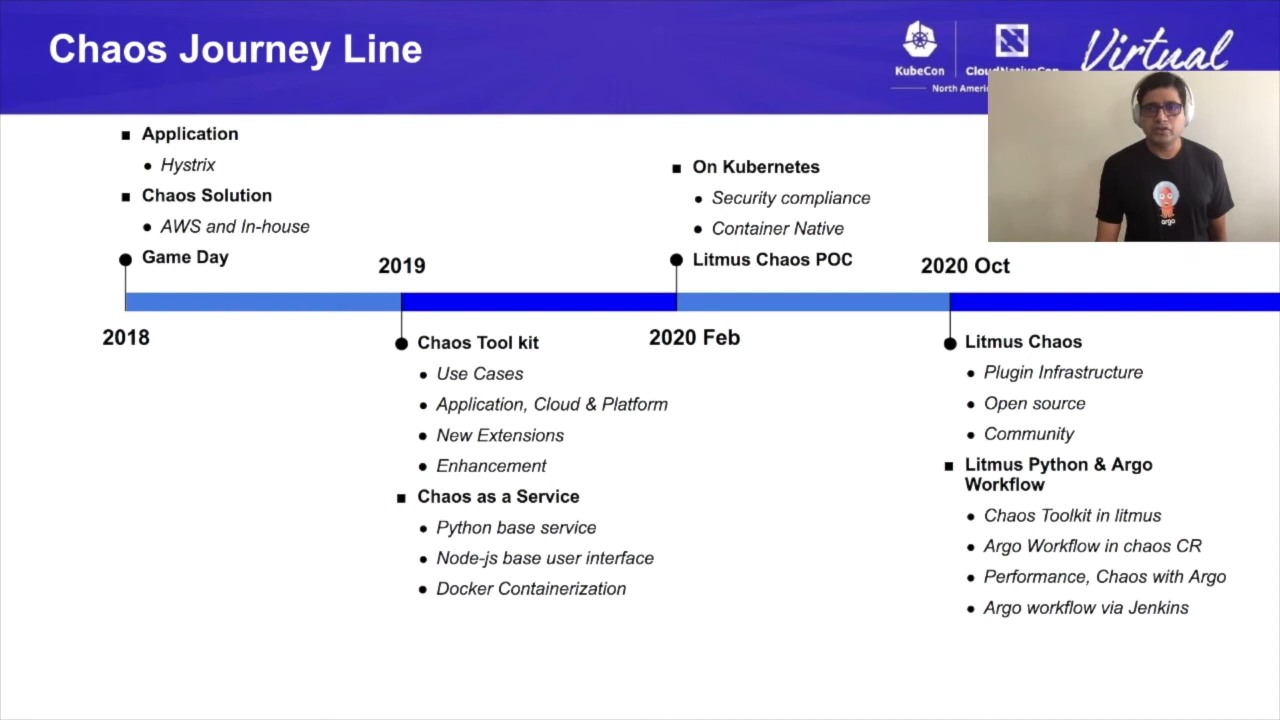 Chaos Journey Line
KubeCon
CloudNativeCon
Virtual
North Americ
Application
Hystrix
Chaos Solution
AWS and In-house
Game Day
2018
2019
Chaos Tool kit
Use Cases
Application, Cloud & Platform
New Extensions
Enhancement
Chaos as a Service
Python base service
Node-js base user interface
Docker Containerization
On Kubernetes
Security compliance
Container Native
Litmus Chaos POC
2020 Feb
2020 Oct
Litmus Chaos
Plugin Infrastructure
Open source
Community
Litmus Python & Argo
Workflow
Chaos Toolkit in litmus
Argo Workflow in chaos CR
Performance, Chaos with Argo
Argo workflow via Jenkins
argo